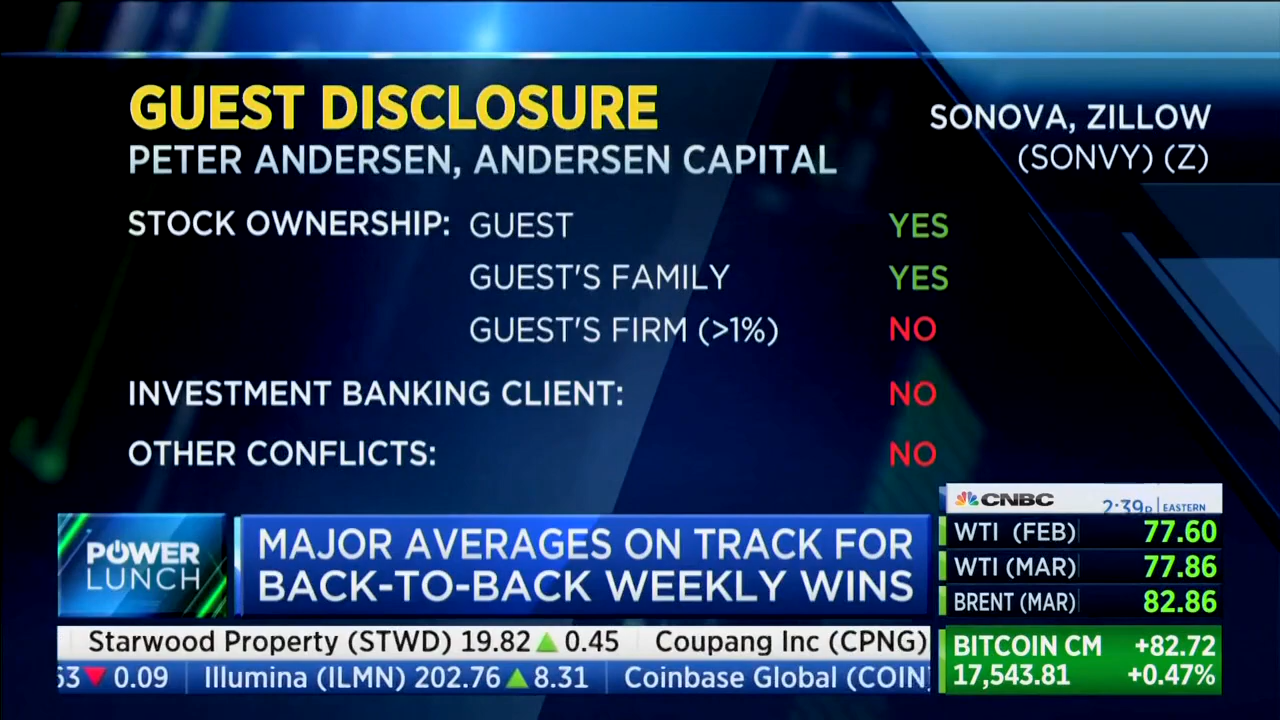 GUEST DISCLOSURE
PETER ANDERSEN, ANDERSEN CAPITAL
SONOVA, ZILLOW
(SONVY) (Z)
STOCK OWNERSHIP: GUEST YES
GUEST'S FAMILY YES
GUEST'S FIRM (>1%) NO
INVESTMENT BANKING CLIENT: NO
OTHER CONFLICTS: NO
POWER
LUNCH
MAJOR AVERAGES ON TRACK FOR
BACK-TO-BACK WEEKLY WINS
CNBC 2:39P EASTERN
WTI (FEB) 77.60
WTI (MAR) 77.86
BRENT (MAR) 82.86
BITCOIN CM +82.72
17,543.81 +0.47%
Starwood Property (STWD) 19.82 ▲ 0.45 Coupang Inc (CPNG)
63 ▼ 0.09 Illumina (ILMN) 202.76 ▲ 8.31 Coinbase Global (COIN)